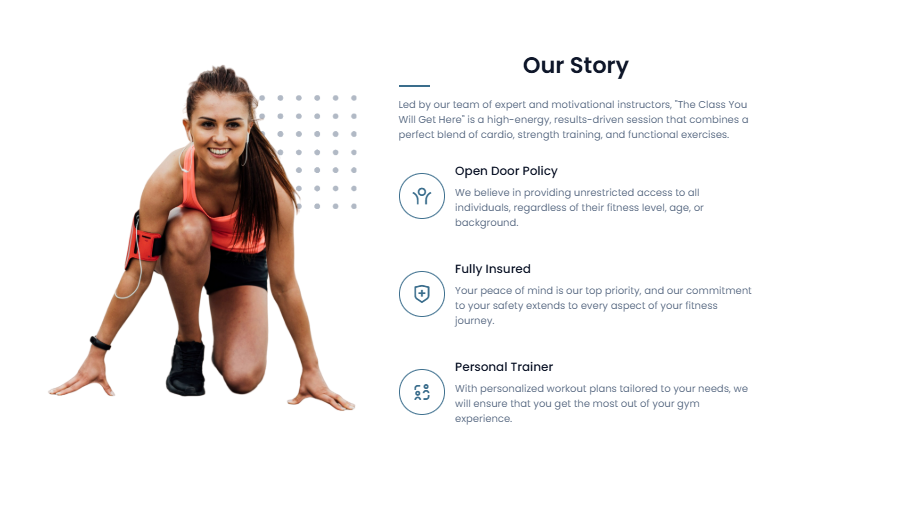 Our Story
Led by our team of expert and motivational instructors, "The Class You
Will Get Here" is a high-energy, results-driven session that combines a
perfect blend of cardio, strength training, and functional exercises.
Open Door Policy
We believe in providing unrestricted access to all
individuals, regardless of their fitness level, age, or
background.
Fully Insured
Your peace of mind is our top priority, and our commitment
to your safety extends to every aspect of your fitness
journey.
Personal Trainer
With personalized workout plans tailored to your needs, we
will ensure that you get the most out of your gym
experience.